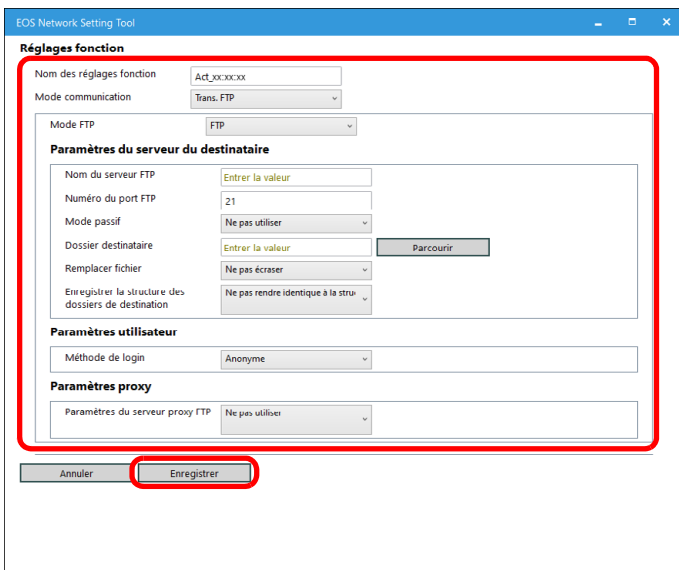 EOS Network Setting Tool
Réglages fonction
Nom des réglages fonction Act_xx:xx:xx
Mode communication Trans. FTP
Mode FTP FTP
Paramètres du serveur du destinataire
Nom du serveur FTP Entrer la valeur
Numéro du port FTP 21
Mode passif Ne pas utiliser
Dossier destinataire Entrer la valeur Parcourir
Remplacer fichier Ne pas écraser
Enregistrer la structure des Ne pas rendre identique à la stru
dossiers de destination
Paramètres utilisateur
Méthode de login Anonyme
Paramètres proxy
Paramètres du serveur proxy FTP Ne pas utiliser
Annuler Enregistrer